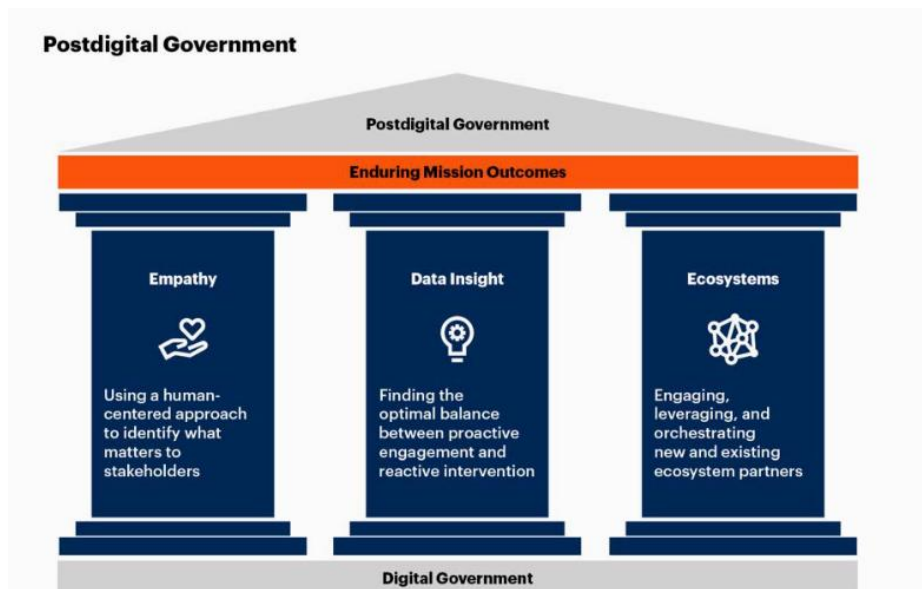 Postdigital Government
Postdigital Government
Enduring Mission Outcomes
Empathy
Using a human-
centered approach
to identify what
matters to
stakeholders
Data Insight
Finding the
optimal balance
between proactive
engagement and
reactive intervention
Ecosystems
Engaging,
leveraging, and
orchestrating
new and existing
ecosystem partners
Digital Government